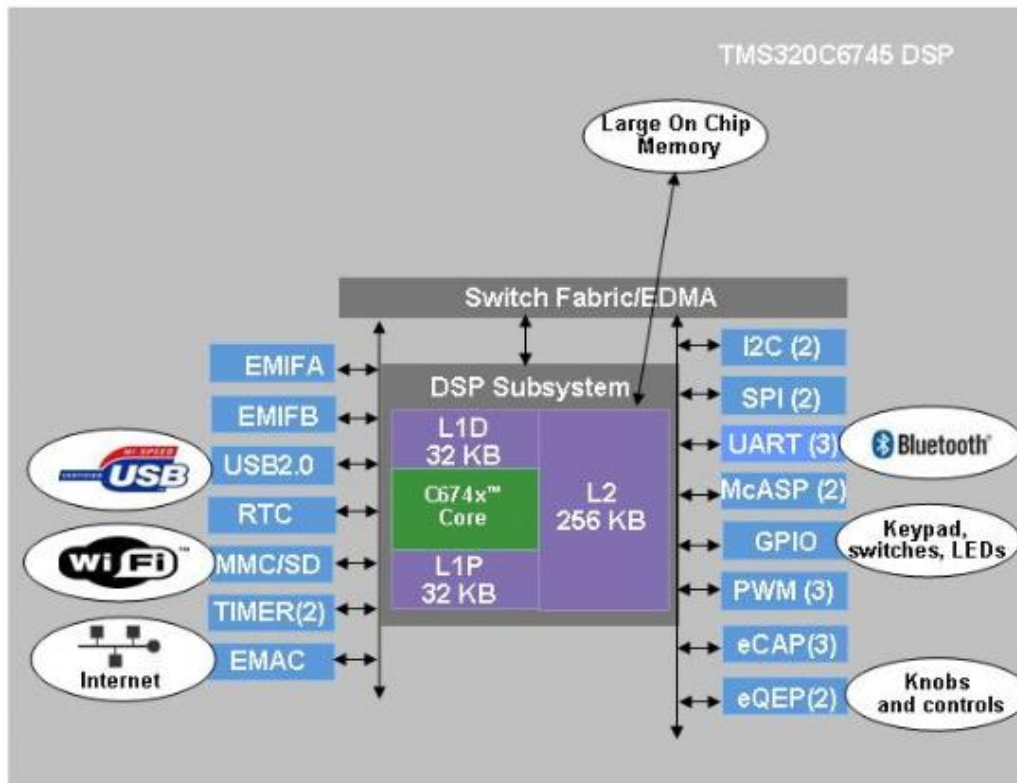 TMS320C6745 DSP
Large On Chip
Memory
Switch Fabric/EDMA
EMIFA
EMIFB
HI-SPEED
CERTIFIED
USB
USB2.0
RTC
Wi Fi™
MMC/SD
TIMER(2)
Internet
EMAC
DSP Subsystem
L1D
32 KB
C674x™
Core
L1P
32 KB
L2
256 KB
I2C (2)
SPI (2)
UART (3)
Bluetooth®
McASP (2)
GPIO
Keypad,
switches, LEDs
PWM (3)
eCAP(3)
eQEP(2)
Knobs
and controls